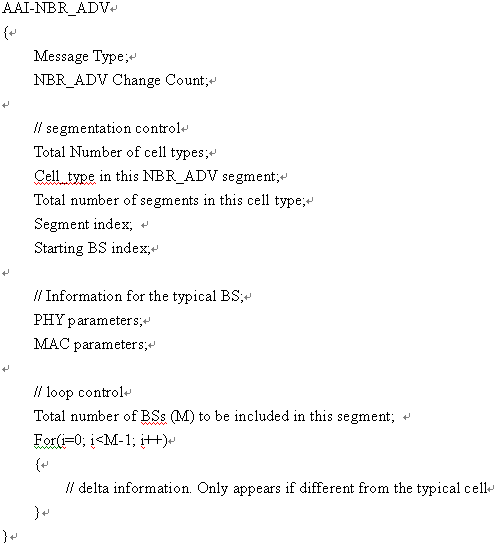 AAI-NBR_ADV
{
Message Type;
NBR_ADV Change Count;
// segmentation control
Total Number of cell types;
Cell_type in this NBR_ADV segment;
Total number of segments in this cell type;
Segment index;
Starting BS index;
// Information for the typical BS;
PHY parameters;
MAC parameters;
// loop control
Total number of BSs (M) to be included in this segment;
For(i=0; i<M-1; i++)
{
// delta information. Only appears if different from the typical cell
}
}